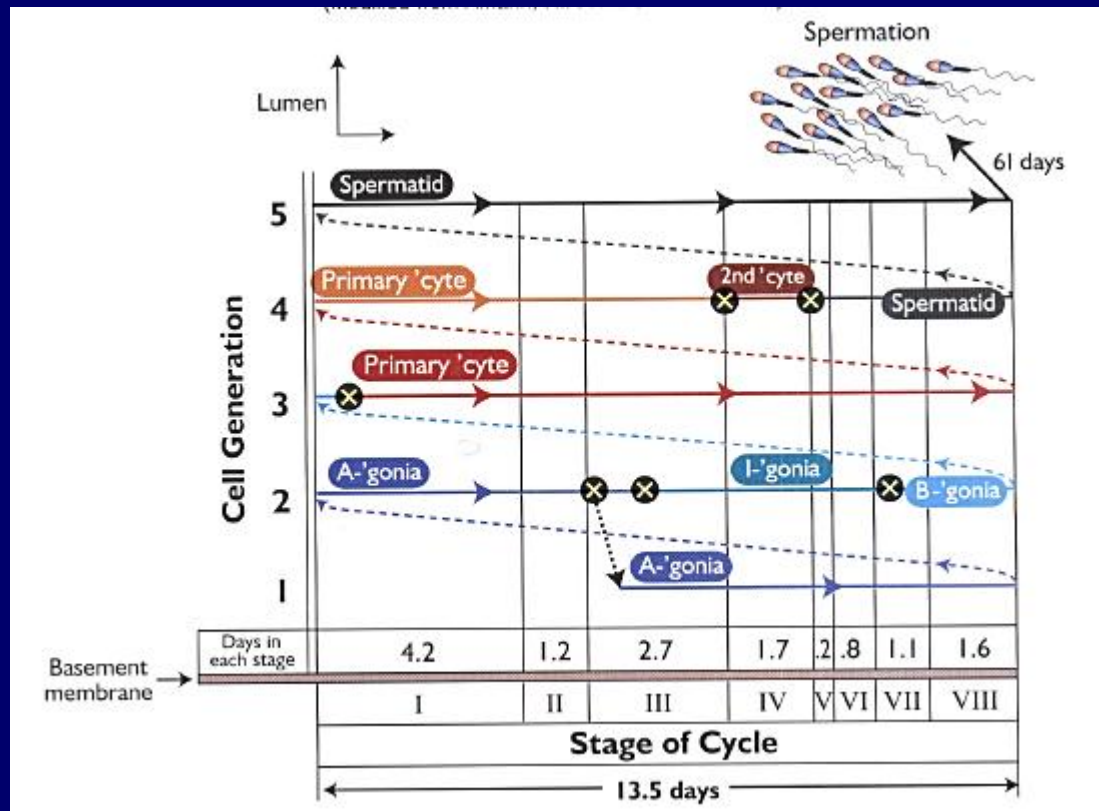 Spermation
Lumen
61 days
Spermatid
5
Primary 'cyte
2nd 'cyte
4
Spermatid
Primary 'cyte
3
Cell Generation
A-'gonia
I-'gonia
2
B-'gonia
A-'gonia
1
Days in
each stage
4.2 1.2 2.7 1.7 .2 .8 1.1 1.6
Basement
membrane
I II III IV V VI VII VIII
Stage of Cycle
13.5 days